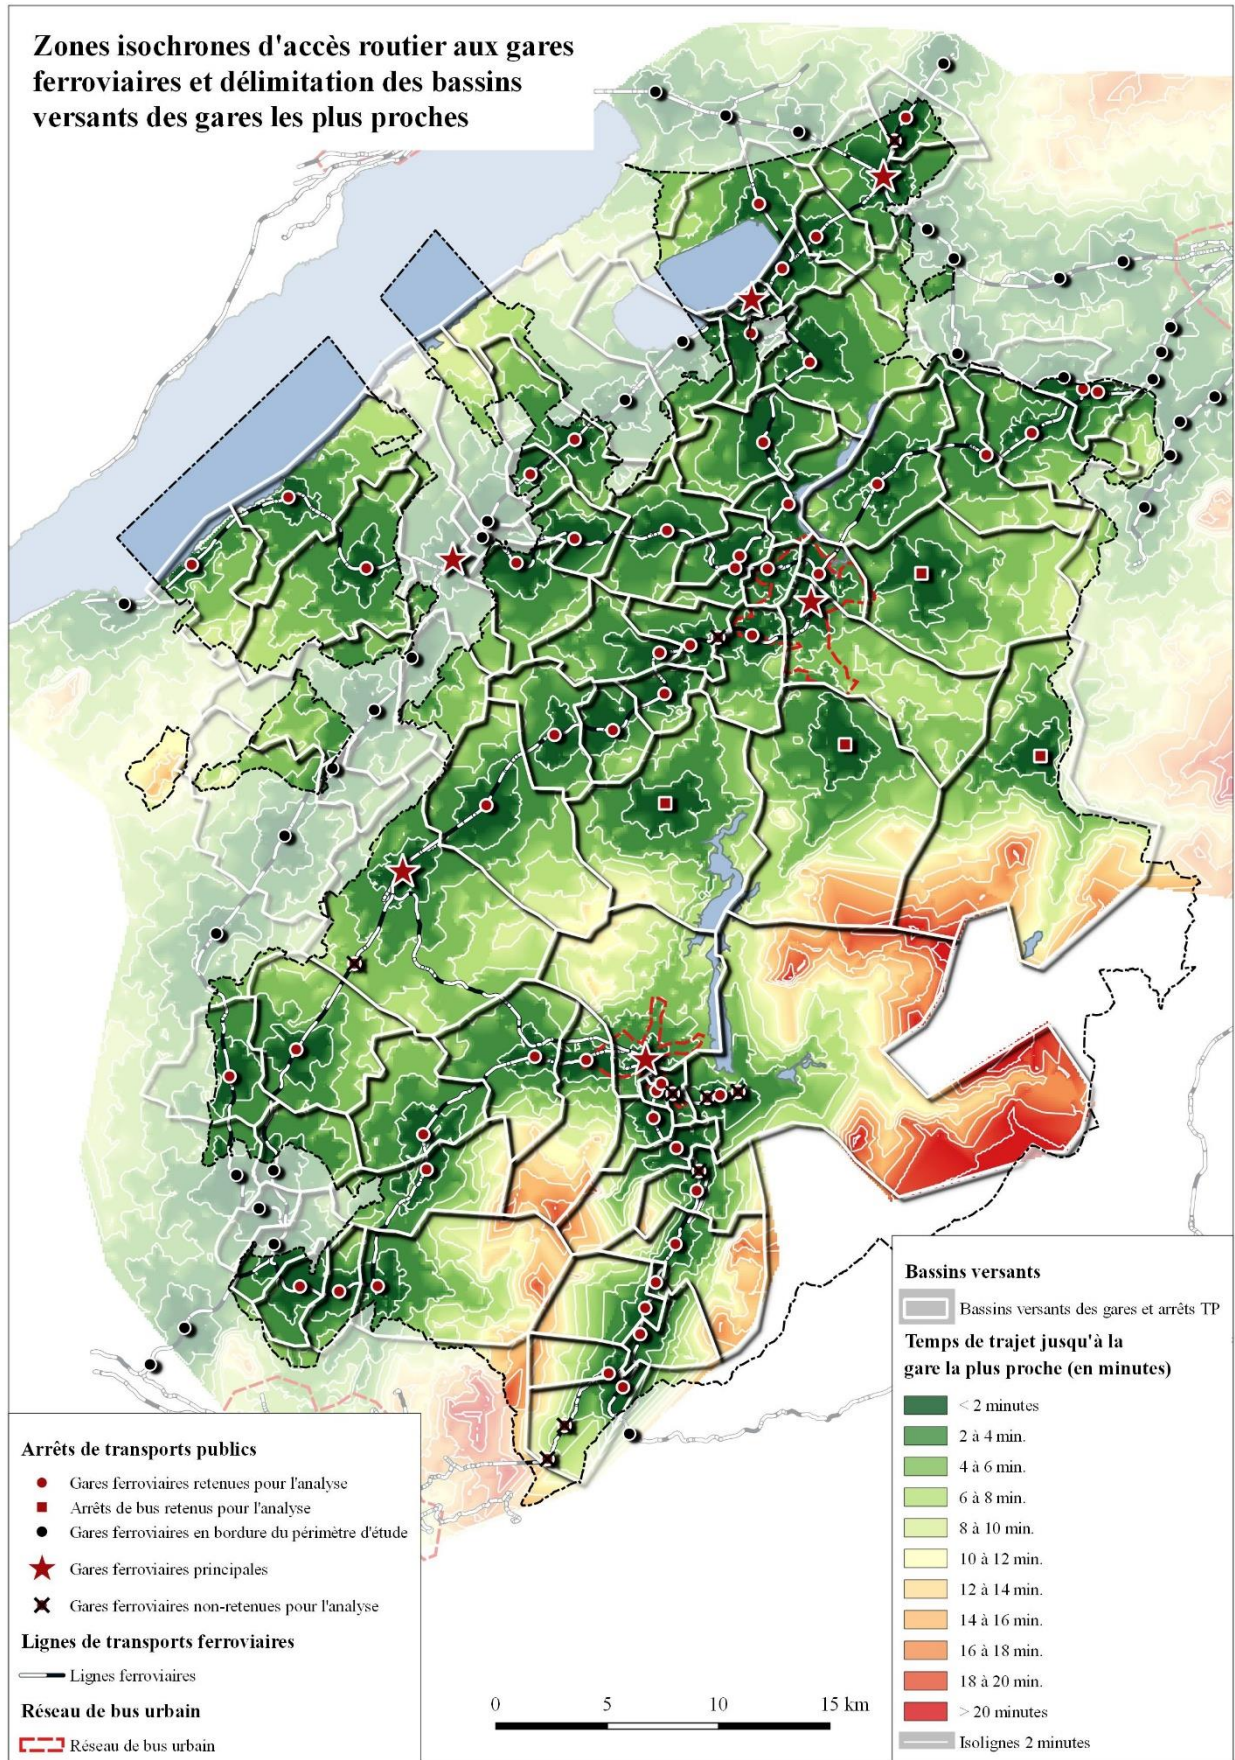 Zones isochrones d'accès routier aux gares
ferroviaires et délimitation des bassins
versants des gares les plus proches
Arrêts de transports publics
Gares ferroviaires retenues pour l'analyse
Arrêts de bus retenus pour l'analyse
Gares ferroviaires en bordure du périmètre d'étude
Gares ferroviaires principales
Gares ferroviaires non-retenues pour l'analyse
Lignes de transports ferroviaires
Lignes ferroviaires
Réseau de bus urbain
Réseau de bus urbain
0 5 10 15 km
Bassins versants
Bassins versants des gares et arrêts TP
Temps de trajet jusqu'à la
gare la plus proche (en minutes)
< 2 minutes
2 à 4 min.
4 à 6 min.
6 à 8 min.
8 à 10 min.
10 à 12 min.
12 à 14 min.
14 à 16 min.
16 à 18 min.
18 à 20 min.
> 20 minutes
Isolignes 2 minutes